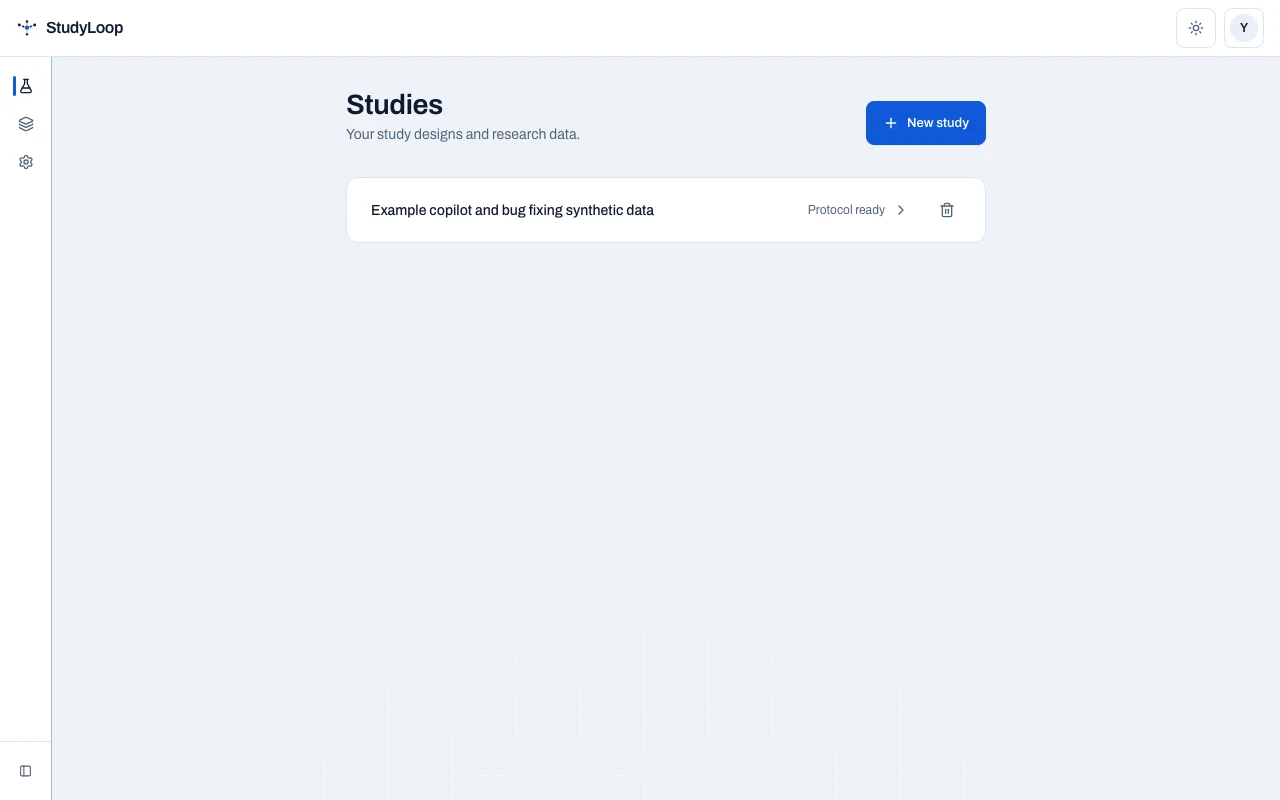 StudyLoop
Y
Studies
Your study designs and research data.
New study
Example copilot and bug fixing synthetic data
Protocol ready